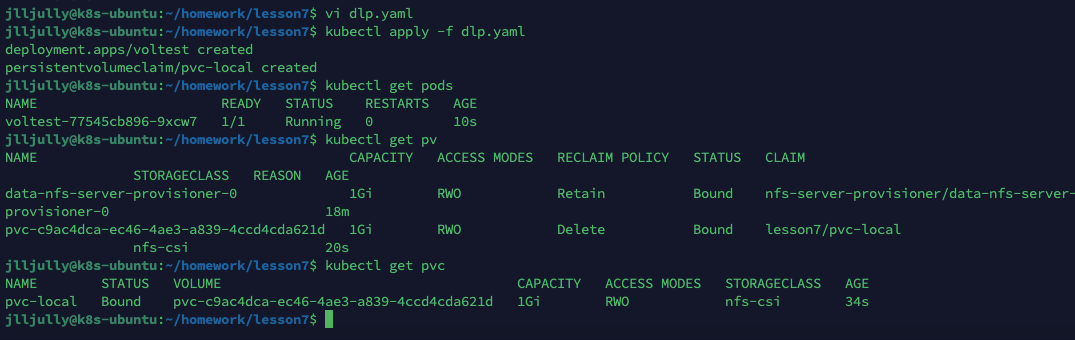 jlljully@k8s-ubuntu:~/homework/lesson7$ vi dlp.yaml
jlljully@k8s-ubuntu:~/homework/lesson7$ kubectl apply -f dlp.yaml
deployment.apps/voltest created
persistentvolumeclaim/pvc-local created
jlljully@k8s-ubuntu:~/homework/lesson7$ kubectl get pods
NAME                       READY   STATUS    RESTARTS   AGE
voltest-77545cb896-9xcw7   1/1     Running   0          10s
jlljully@k8s-ubuntu:~/homework/lesson7$ kubectl get pv
NAME                                       CAPACITY   ACCESS MODES   RECLAIM POLICY   STATUS   CLAIM
                STORAGECLASS   REASON   AGE
data-nfs-server-provisioner-0              1Gi        RWO            Retain           Bound    nfs-server-provisioner/data-nfs-server-
provisioner-0                           18m
pvc-c9ac4dca-ec46-4ae3-a839-4ccd4cda621d   1Gi        RWO            Delete           Bound    lesson7/pvc-local
                nfs-csi                 20s
jlljully@k8s-ubuntu:~/homework/lesson7$ kubectl get pvc
NAME        STATUS   VOLUME                                     CAPACITY   ACCESS MODES   STORAGECLASS   AGE
pvc-local   Bound    pvc-c9ac4dca-ec46-4ae3-a839-4ccd4cda621d   1Gi        RWO            nfs-csi        34s
jlljully@k8s-ubuntu:~/homework/lesson7$